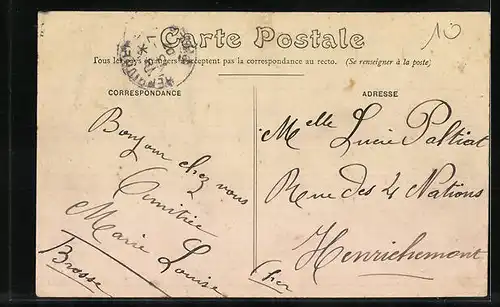 10
Carte Postale
Tous les pays étrangers n'acceptent pas la correspondance au recto. (Se renseigner à la poste)
CORRESPONDANCE
ADRESSE
Bonjour chez vous
Amitiée
Marie Louise
Brosse
Melle Lucie Paltiat
Rue des 4 Nations
Henrichemont
Cher